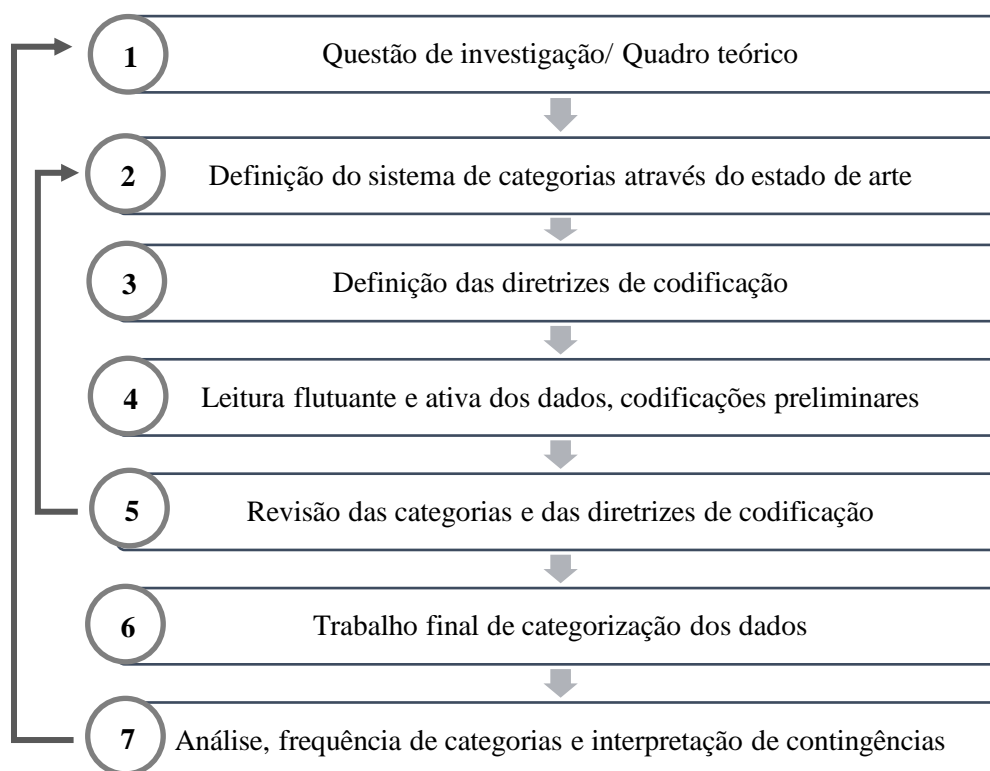 1 Questão de investigação/ Quadro teórico
2 Definição do sistema de categorias através do estado de arte
3 Definição das diretrizes de codificação
4 Leitura flutuante e ativa dos dados, codificações preliminares
5 Revisão das categorias e das diretrizes de codificação
6 Trabalho final de categorização dos dados
7 Análise, frequência de categorias e interpretação de contingências